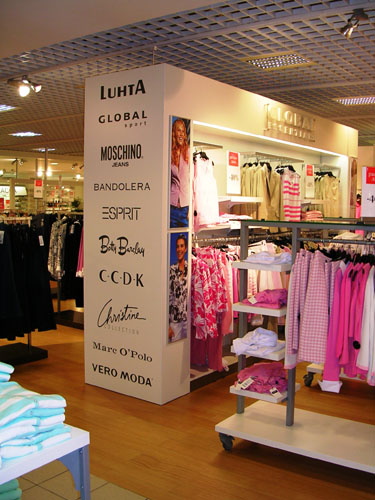 LUHTA
GLOBAL
sport
MOSCHINO
JEANS
BANDOLERA
ESPRIT
Betty Barclay
C·C·D·K
Christine
COLLECTION
Marc O'Polo
VERO MODA
GLOBAL